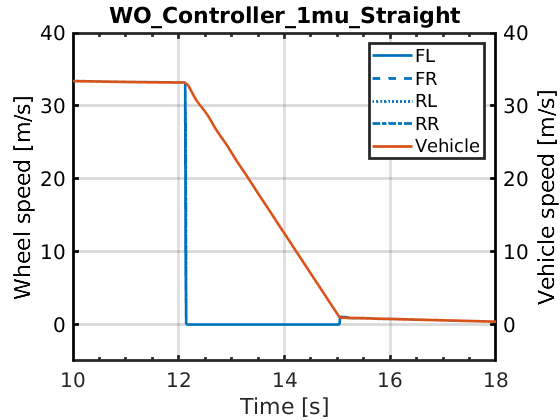 WO_Controller_1mu_Straight
40
30
20
10
0
Wheel speed [m/s]
FL
FR
RL
RR
Vehicle
40
30
20
10
0
Vehicle speed [m/s]
10
12
14
16
18
Time [s]